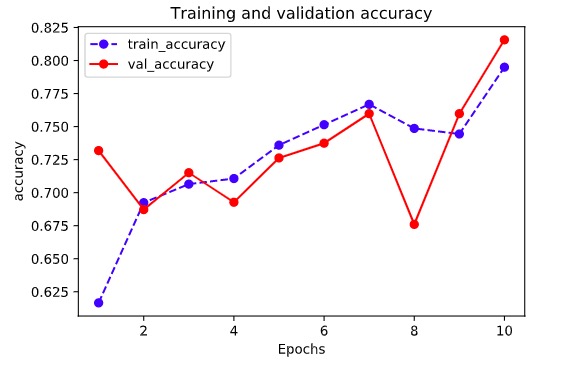 Training and validation accuracy
train_accuracy
val_accuracy
0.825
0.800
0.775
0.750
0.725
0.700
0.675
0.650
0.625
accuracy
2 4 6 8 10
Epochs